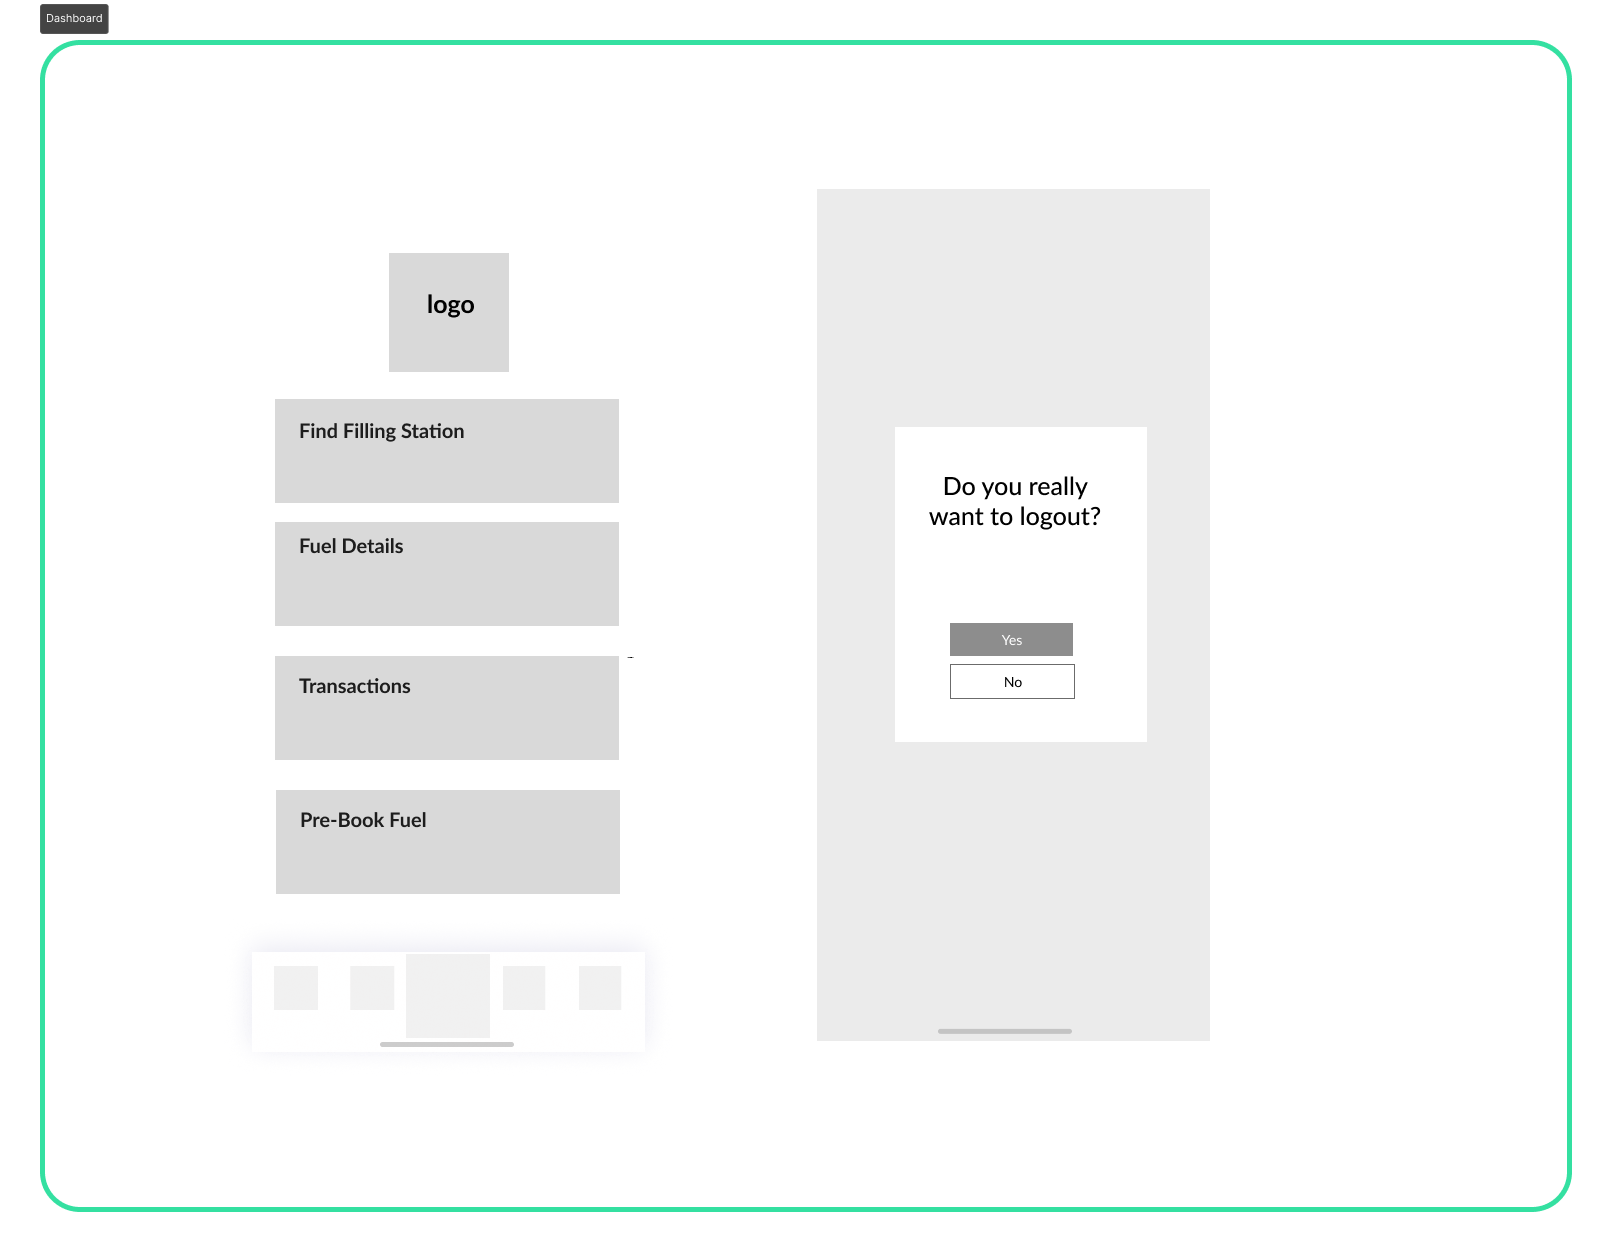 Dashboard
logo
Find Filling Station
Fuel Details
Transactions
Pre-Book Fuel
Do you really
want to logout?
Yes
No